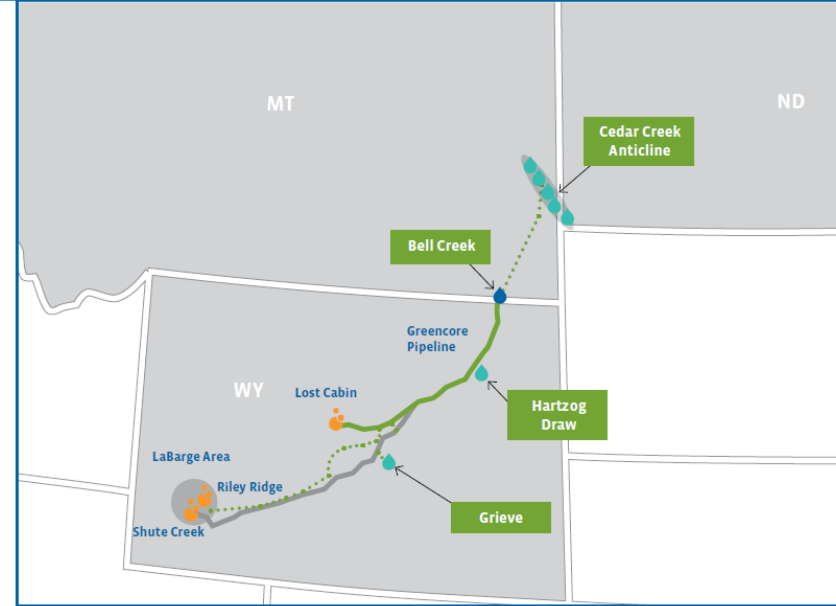 MT
ND
Cedar Creek
Anticline
Bell Creek
Greencore
Pipeline
WY
Lost Cabin
Hartzog
Draw
LaBarge Area
Riley Ridge
Grieve
Shute Creek